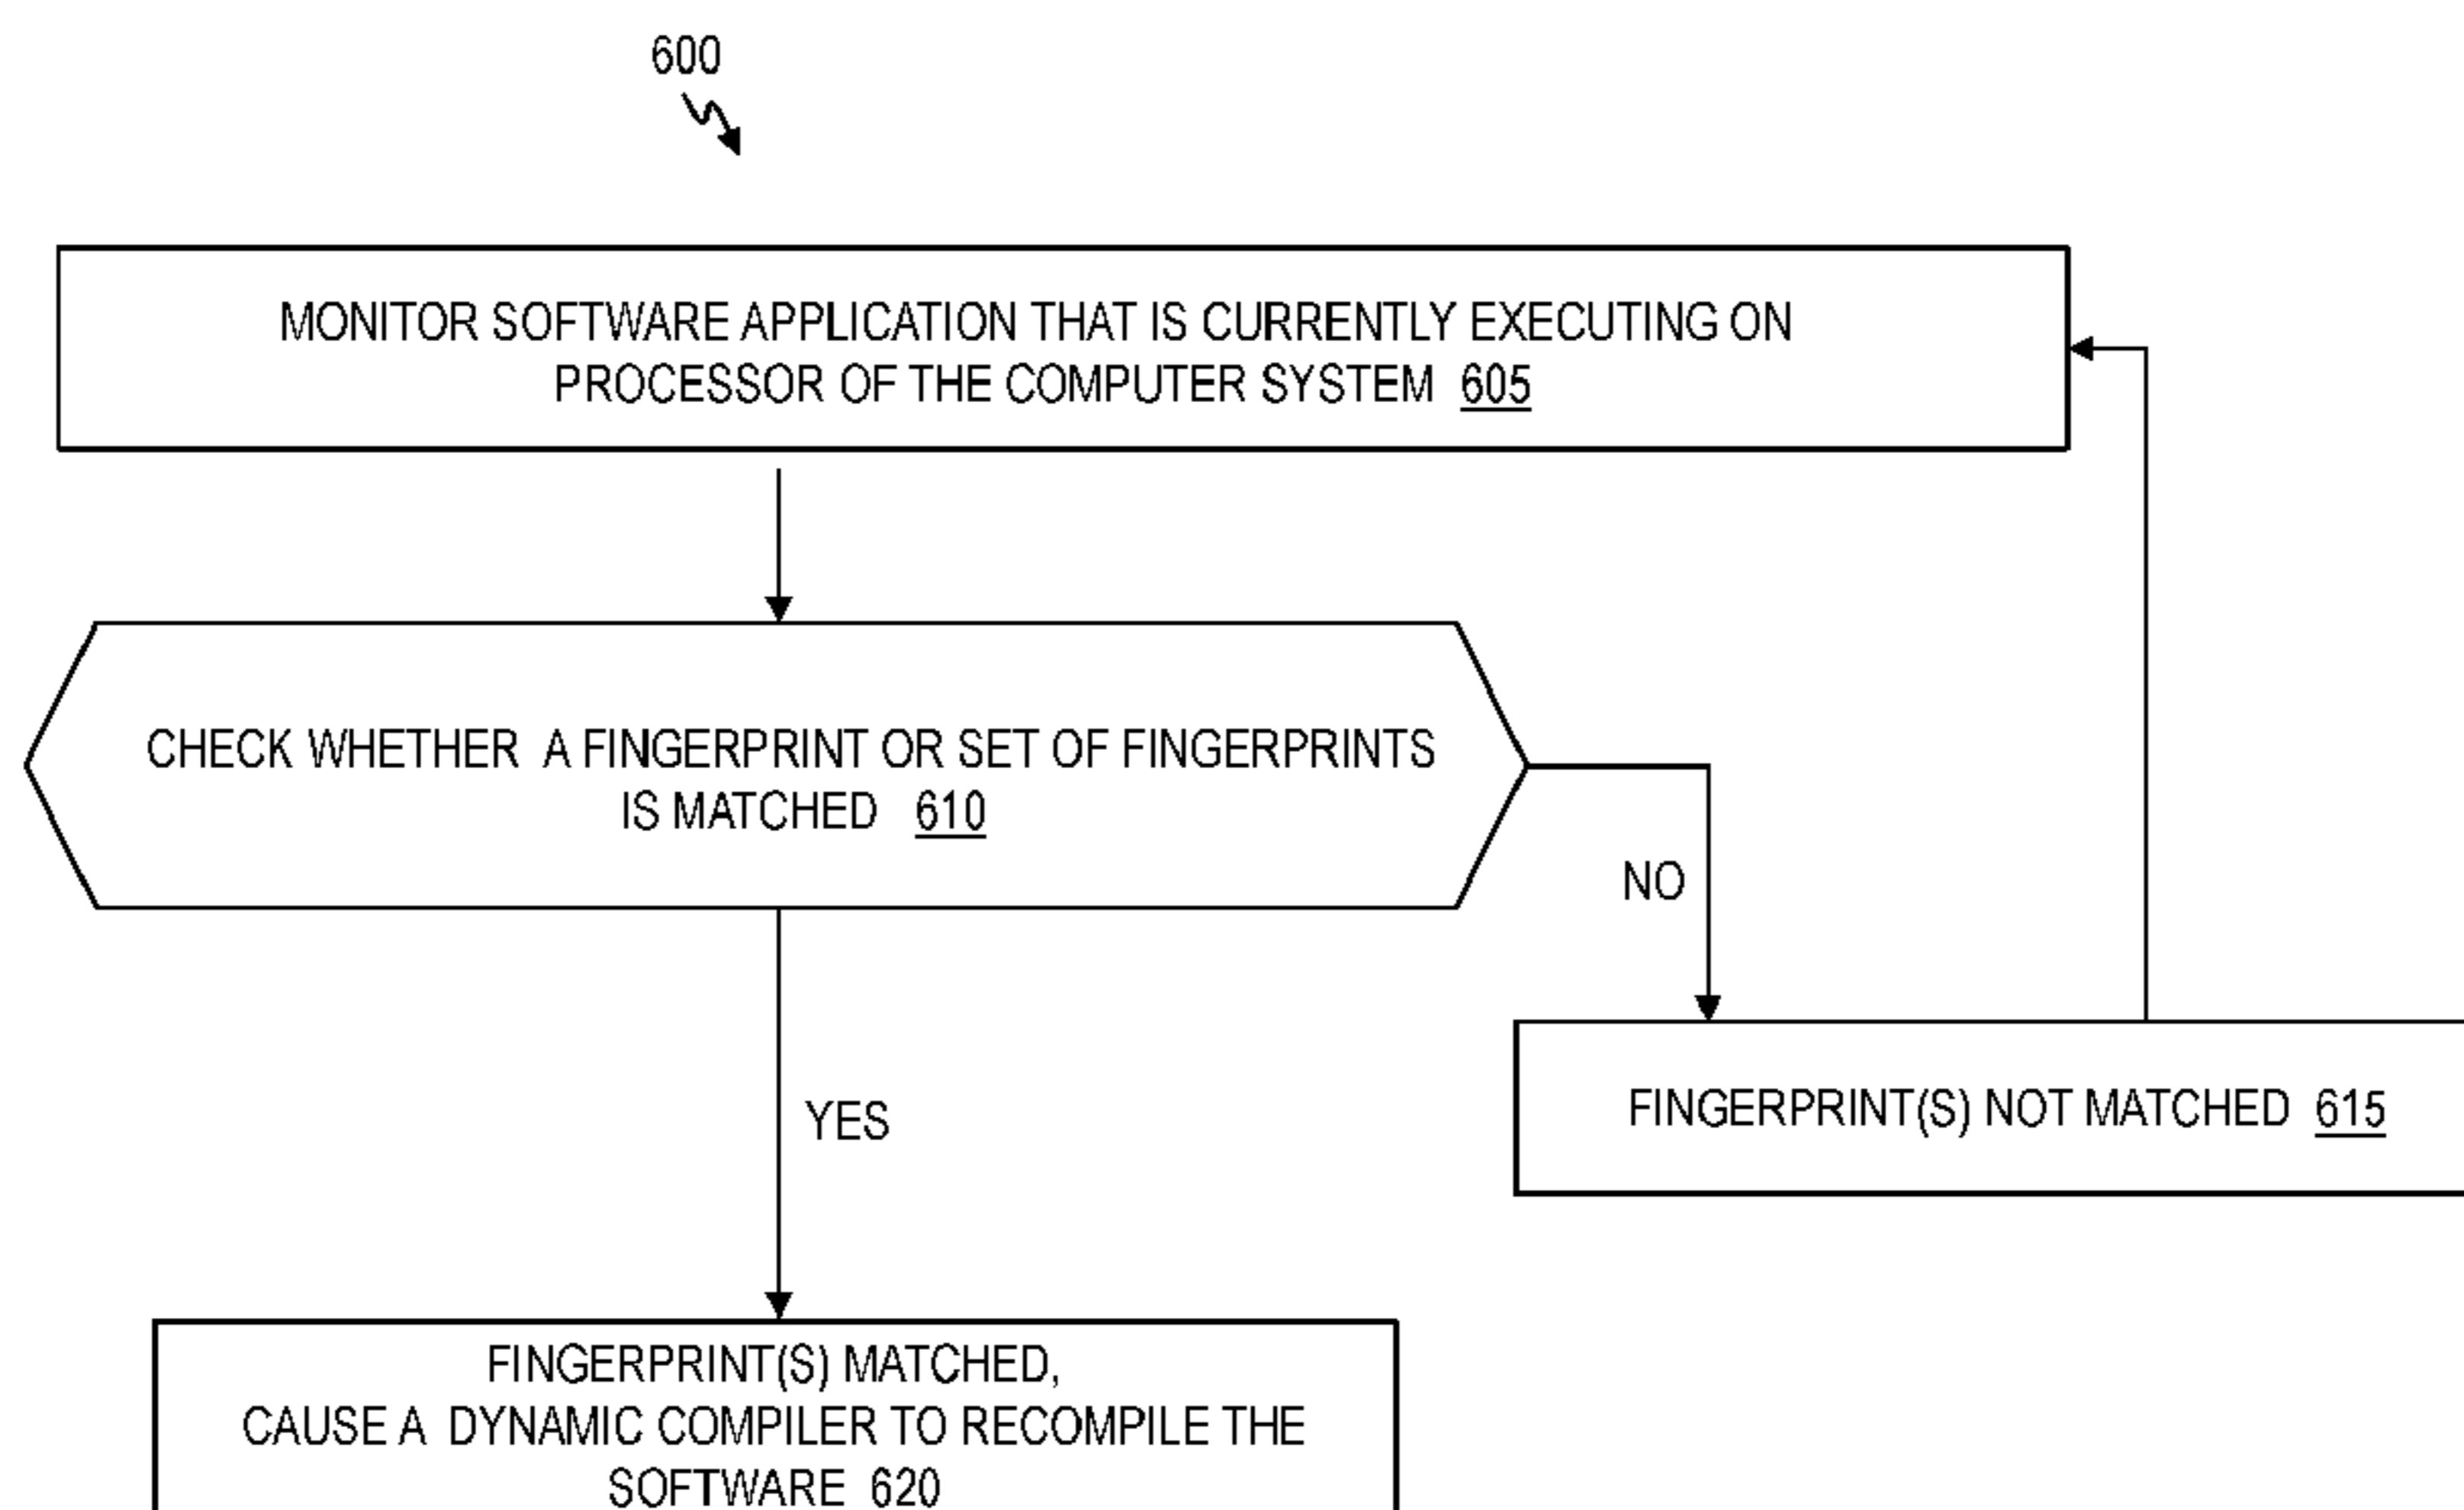 600
MONITOR SOFTWARE APPLICATION THAT IS CURRENTLY EXECUTING ON
PROCESSOR OF THE COMPUTER SYSTEM 605
CHECK WHETHER A FINGERPRINT OR SET OF FINGERPRINTS
IS MATCHED 610
NO
FINGERPRINT(S) NOT MATCHED 615
YES
FINGERPRINT(S) MATCHED,
CAUSE A DYNAMIC COMPILER TO RECOMPILE THE
SOFTWARE 620